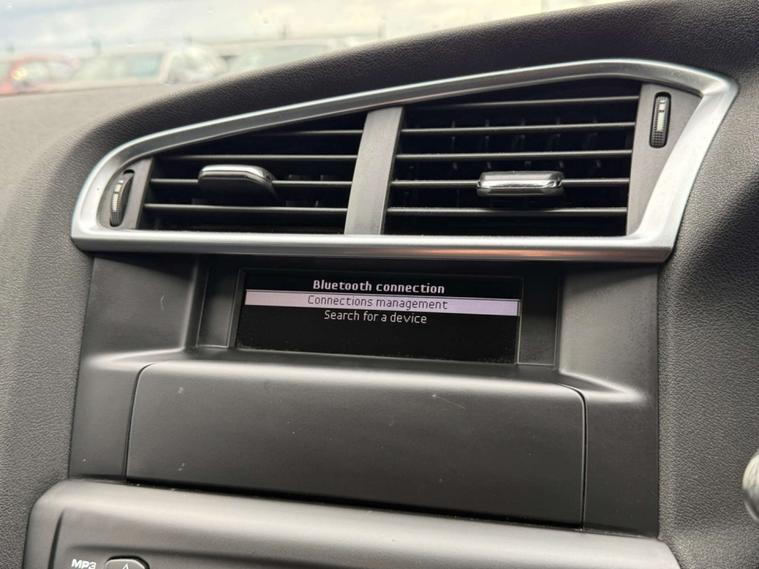 Bluetooth connection
Connections management
Search for a device
MP3